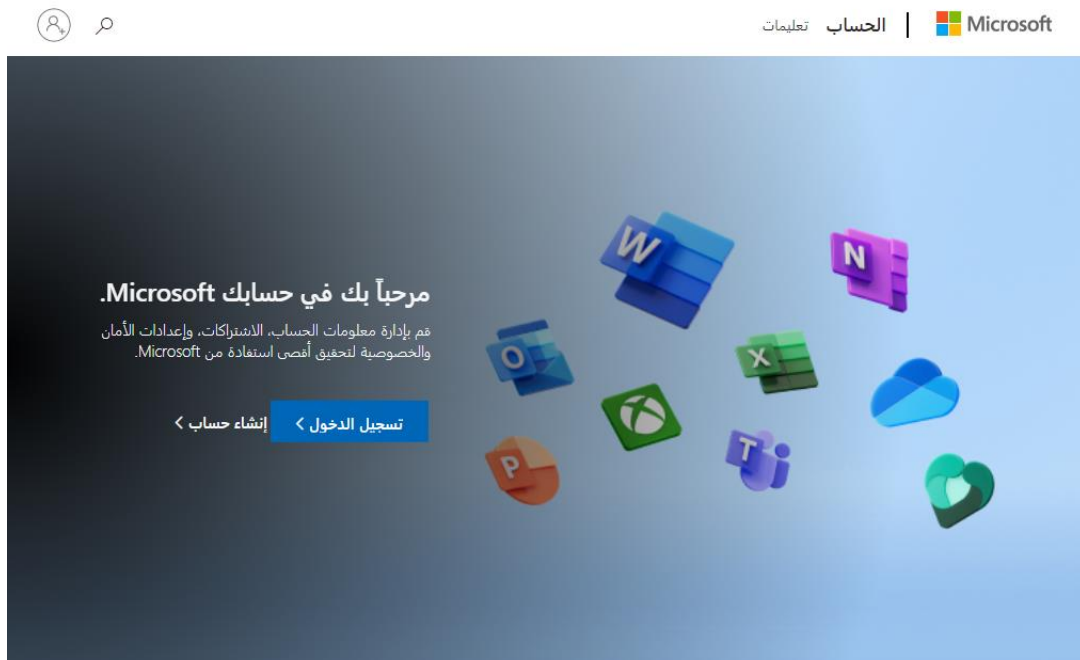 Microsoft | الحساب تعليمات
W
N
مرحباً بك في حسابك Microsoft.
قم بإدارة معلومات الحساب، الاشتراكات، وإعدادات الأمان
والخصوصية لتحقيق أقصى استفادة من Microsoft.
O
X
تسجيل الدخول > إنشاء حساب >
T
P